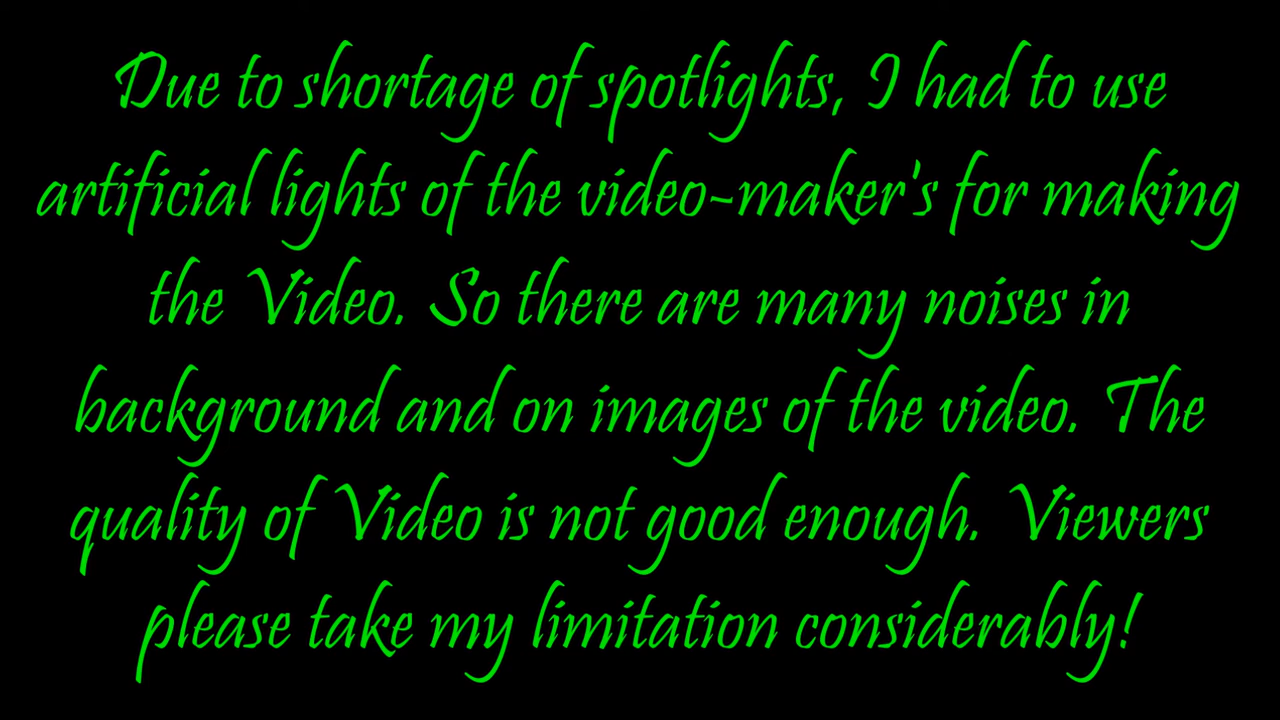 Due to shortage of spotlights, I had to use
artificial lights of the video-maker's for making
the Video. So there are many noises in
background and on images of the video. The
quality of Video is not good enough. Viewers
please take my limitation considerably!